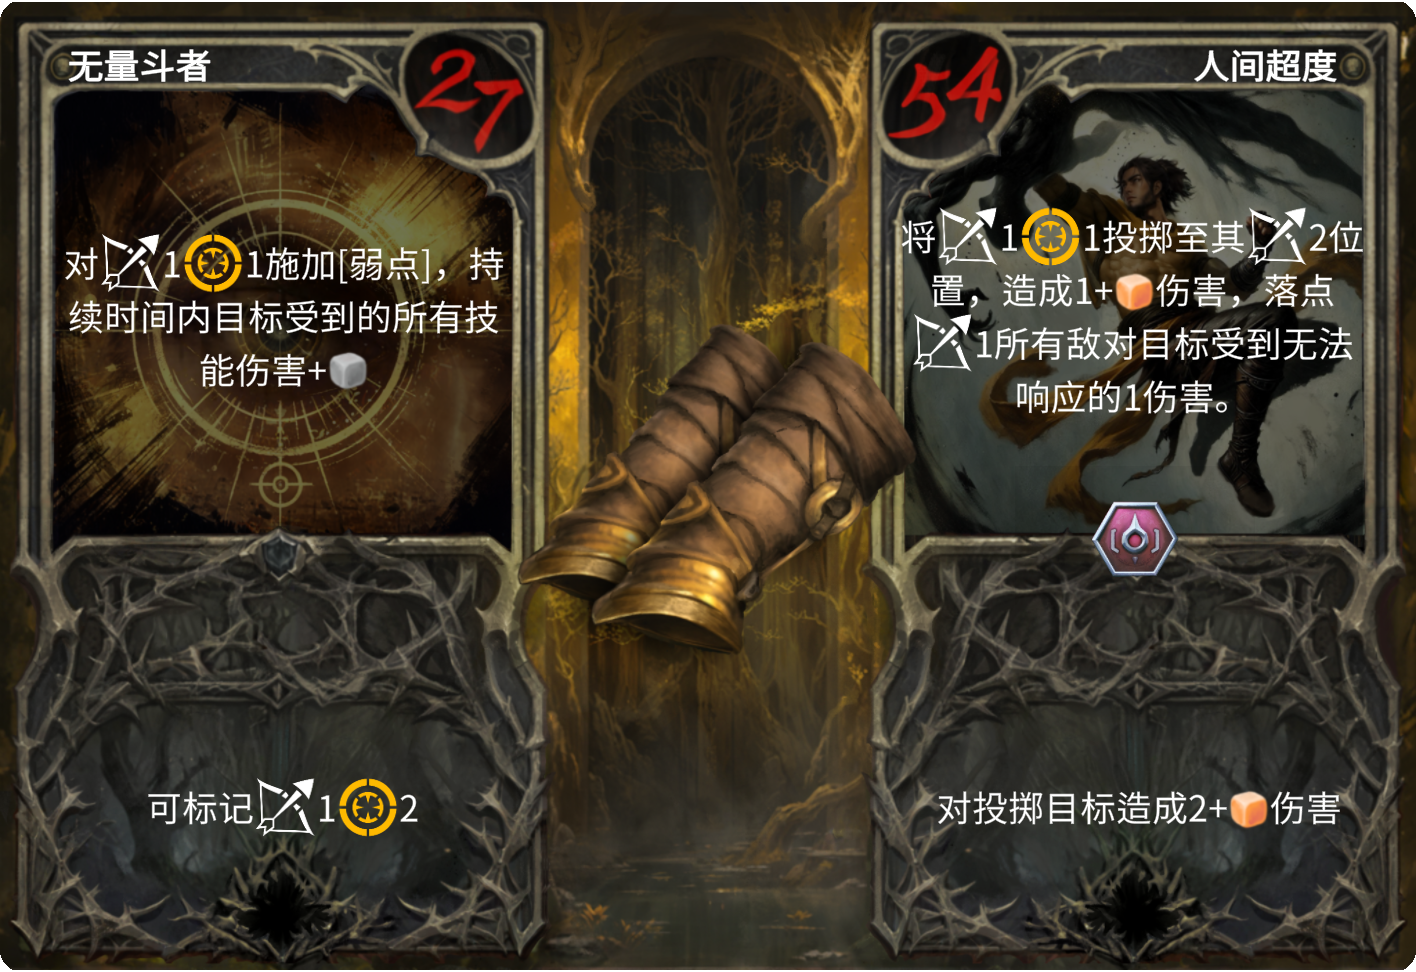 无量斗者
27
对1 1施加[弱点]，持
续时间内目标受到的所有技
能伤害+
可标记1 2
54
人间超度
将1 1投掷至其2位
置，造成1+伤害，落点
1所有敌对目标受到无法
响应的1伤害。
对投掷目标造成2+伤害